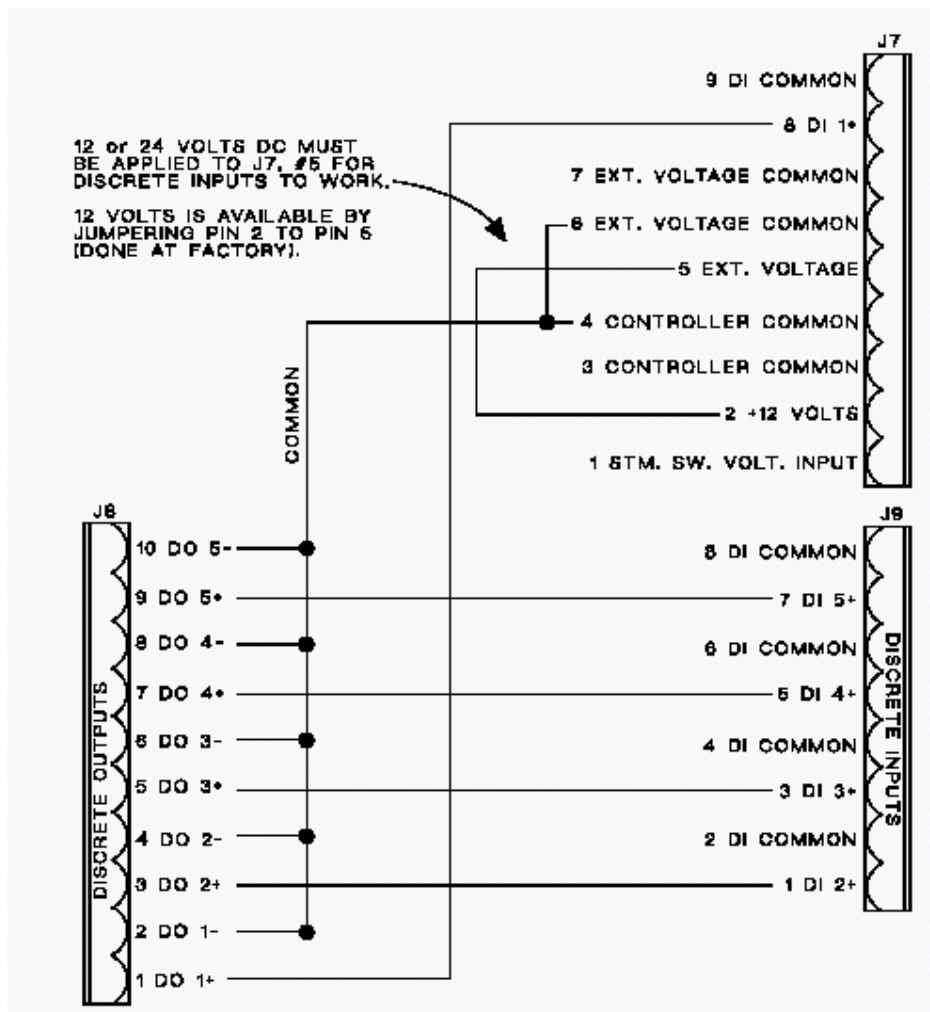 J7
9 DI COMMON
8 DI 1+
7 EXT. VOLTAGE COMMON
6 EXT. VOLTAGE COMMON
5 EXT. VOLTAGE
4 CONTROLLER COMMON
3 CONTROLLER COMMON
2 +12 VOLTS
1 STM. SW. VOLT. INPUT
12 or 24 VOLTS DC MUST
BE APPLIED TO J7, #5 FOR
DISCRETE INPUTS TO WORK.
12 VOLTS IS AVAILABLE BY
JUMPERING PIN 2 TO PIN 5
(DONE AT FACTORY).
COMMON
J8
10 DO 5-
9 DO 5+
8 DO 4-
7 DO 4+
6 DO 3-
5 DO 3+
4 DO 2-
3 DO 2+
2 DO 1-
1 DO 1+
DISCRETE OUTPUTS
J9
8 DI COMMON
7 DI 5+
6 DI COMMON
5 DI 4+
4 DI COMMON
3 DI 3+
2 DI COMMON
1 DI 2+
DISCRETE INPUTS